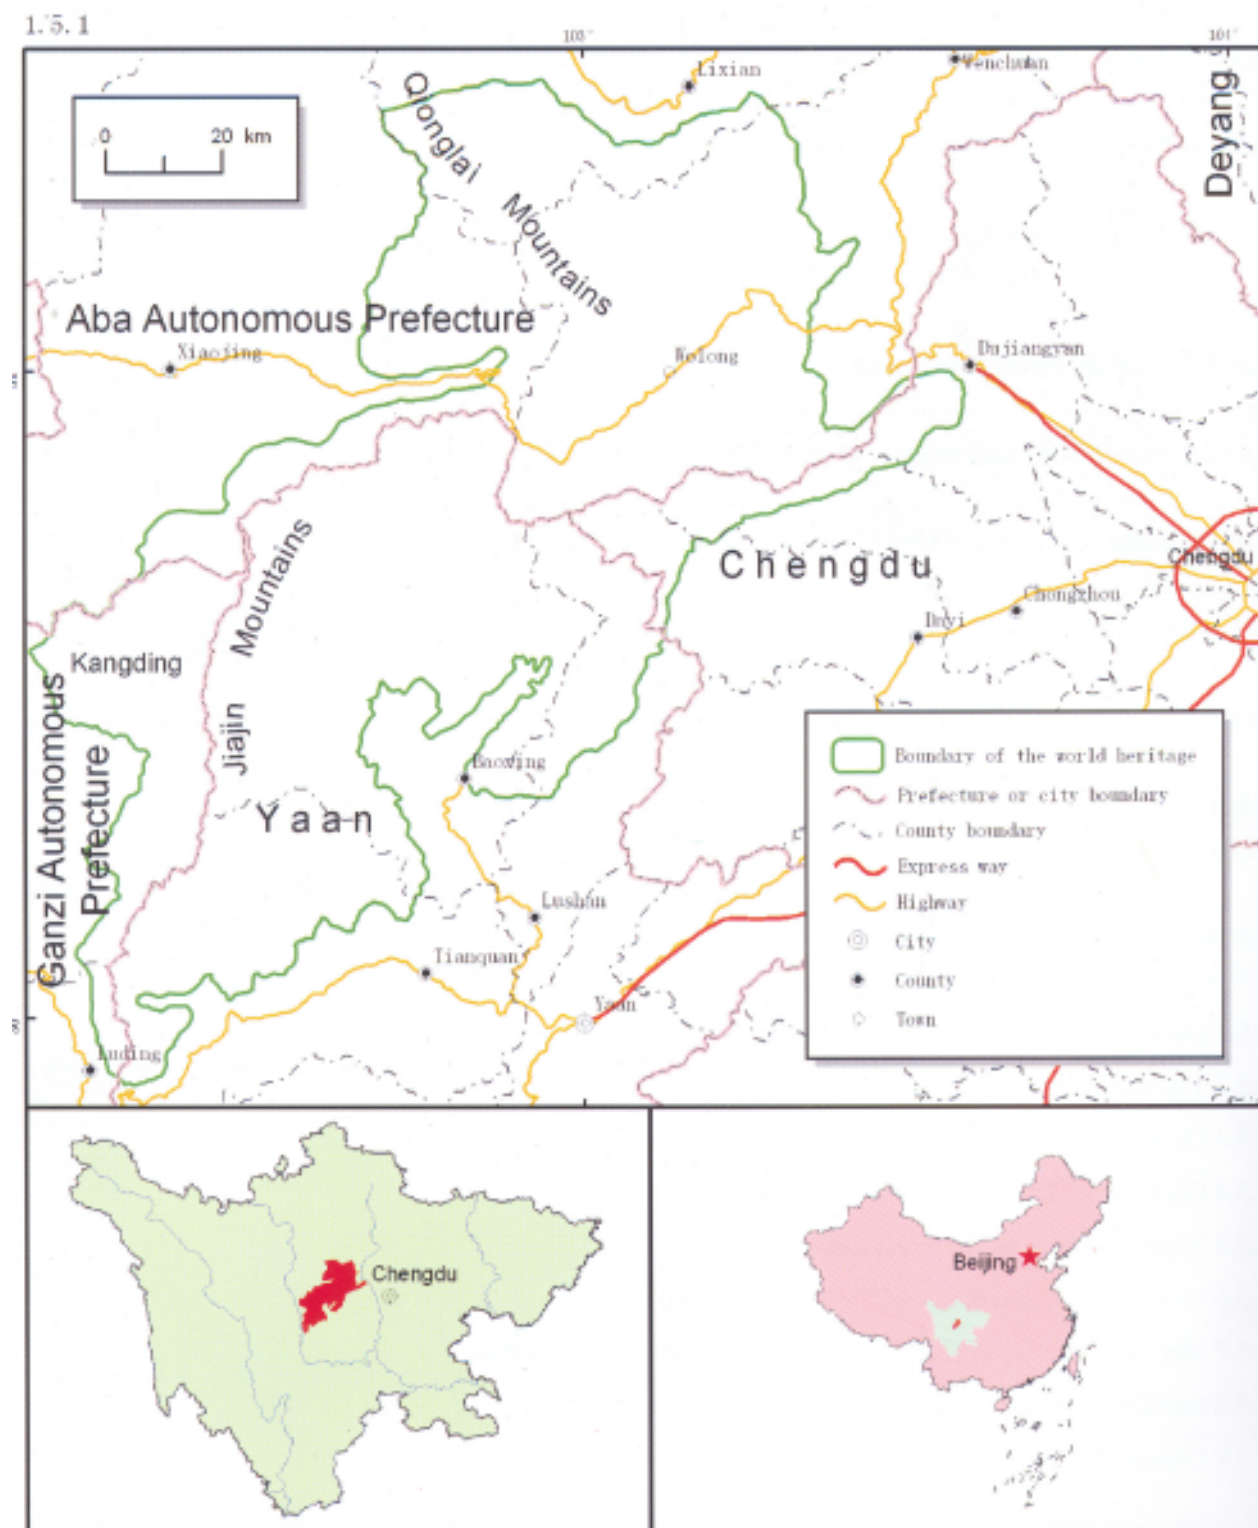 1.5.1
103°
104°
Lixian
Wenchuan
Deyang
0 20 km
Qionglai
Mountains
Aba Autonomous Prefecture
Xiaojing
Wolong
Dujiangyan
Mountains
Chengdu
Chengdu
Chongzhou
Dayi
Kangding
Jiajin
Ganzi Autonomous
Prefecture
Baoxing
Yaan
Lushan
Tianquan
Yaan
Luding
Boundary of the world heritage
Prefecture or city boundary
County boundary
Express way
Highway
City
County
Town
Chengdu
Beijing